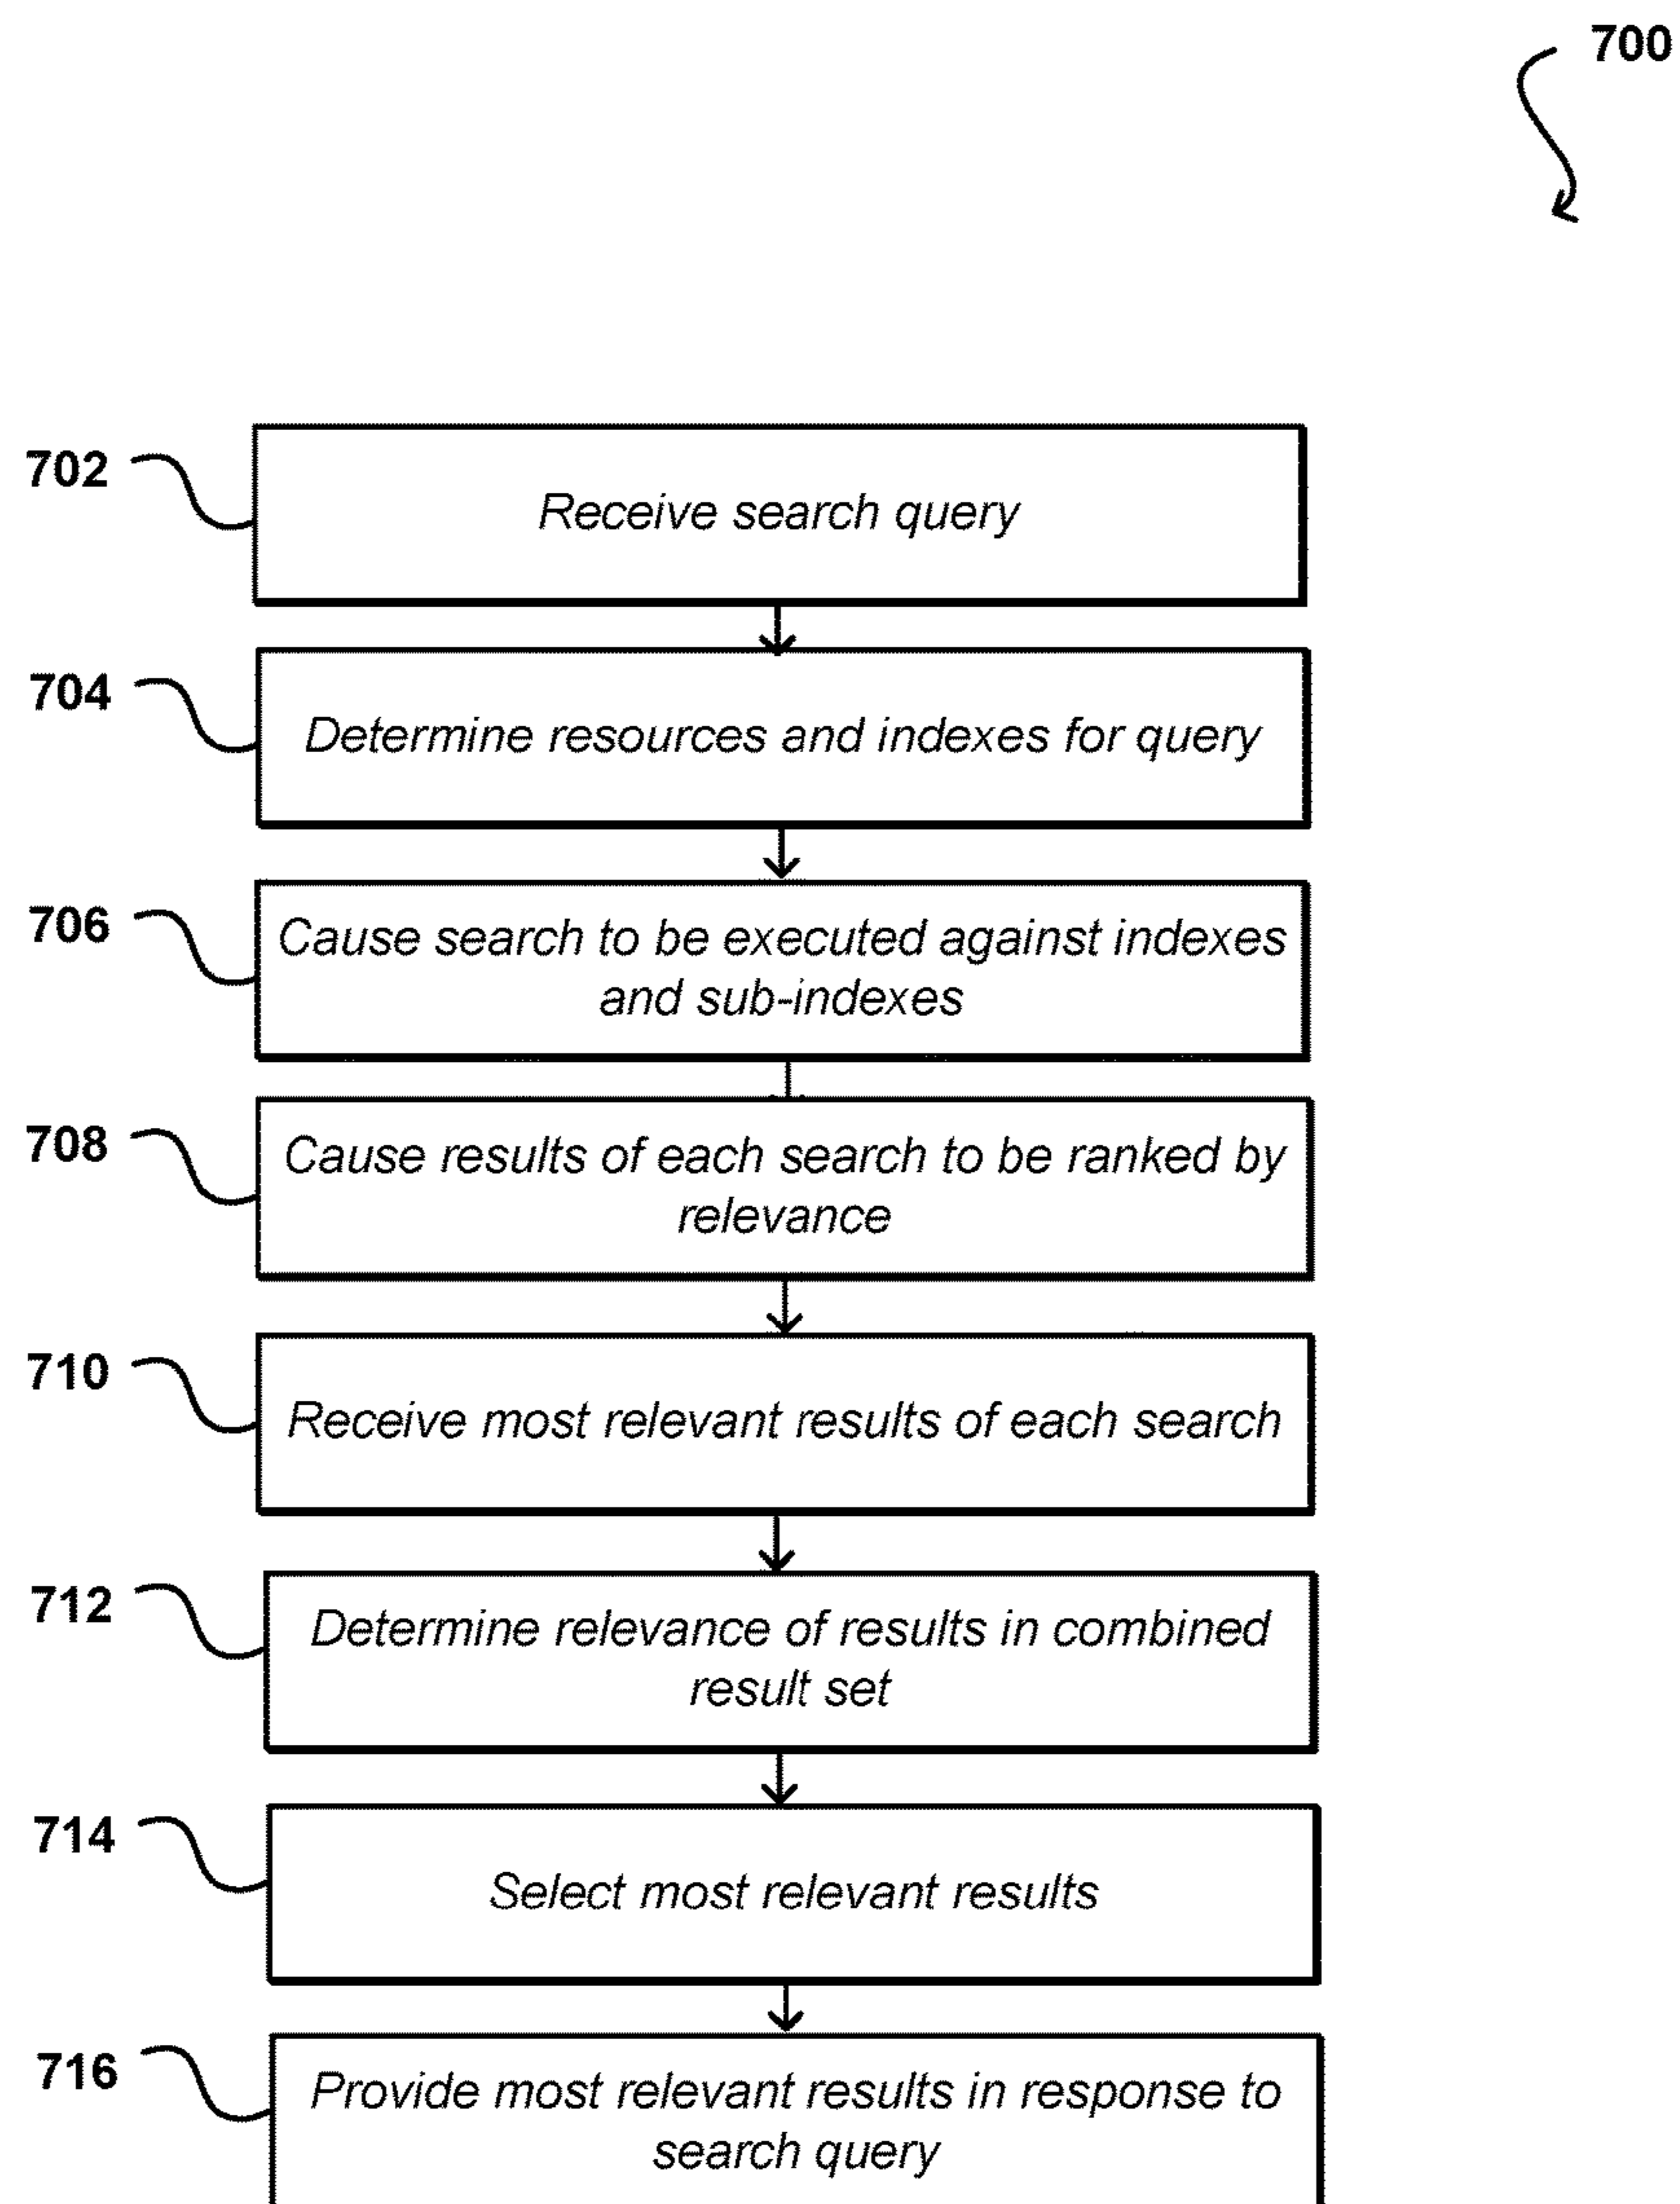 700
702
Receive search query
704
Determine resources and indexes for query
706
Cause search to be executed against indexes
and sub-indexes
708
Cause results of each search to be ranked by
relevance
710
Receive most relevant results of each search
712
Determine relevance of results in combined
result set
714
Select most relevant results
716
Provide most relevant results in response to
search query